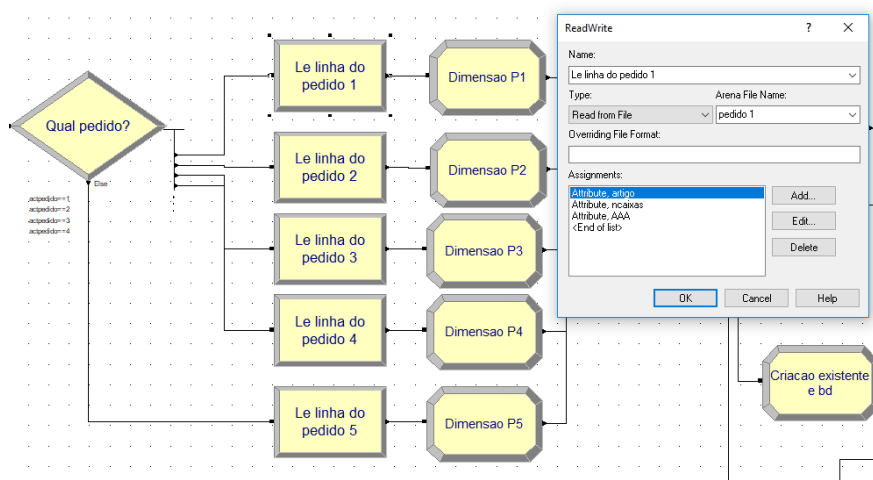 Qual pedido?
Else
actpedido==1
actpedido==2
actpedido==3
actpedido==4
Le linha do
pedido 1
Dimensao P1
Le linha do
pedido 2
Dimensao P2
Le linha do
pedido 3
Dimensao P3
Le linha do
pedido 4
Dimensao P4
Le linha do
pedido 5
Dimensao P5
ReadWrite
?
Name:
Le linha do pedido 1
Type:
Arena File Name:
Read from File
pedido 1
Overriding File Format:
Assignments:
Attribute, artigo
Attribute, ncaixas
Attribute, AAA
<End of list>
Add...
Edit...
Delete
OK
Cancel
Help
Criacao existente
e bd